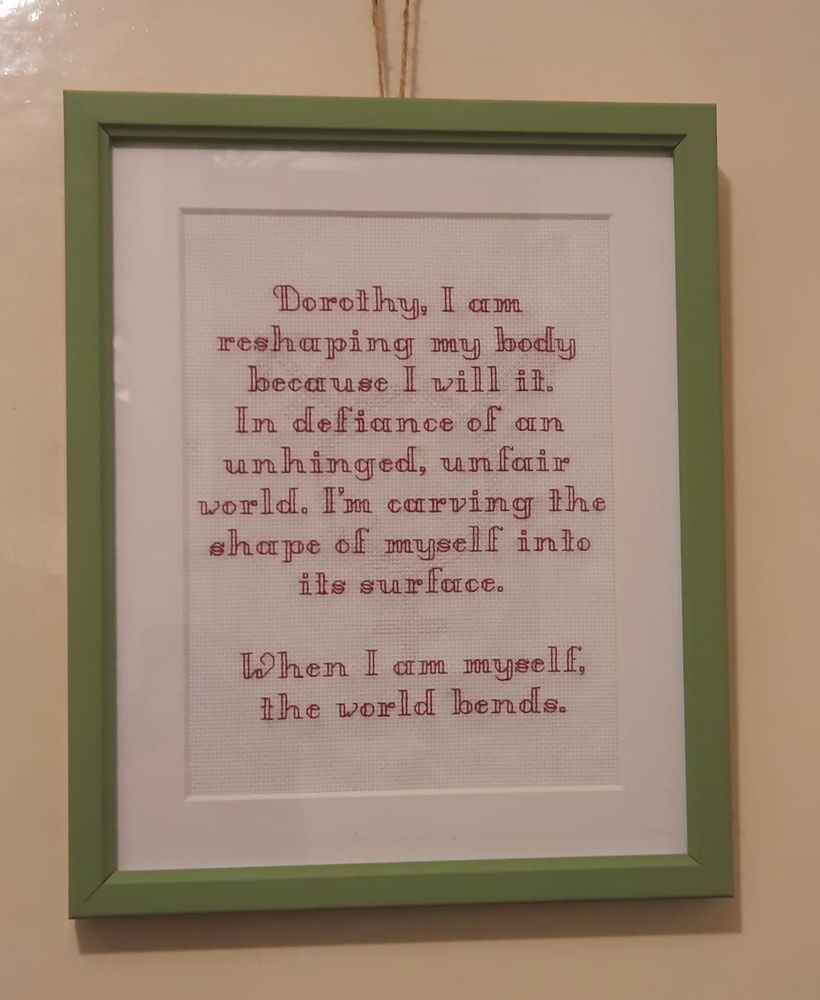 Dorothy, I am
reshaping my body
because I will it.
In defiance of an
unhinged, unfair
world. I'm carving the
shape of myself into
its surface.
When I am myself,
the world bends.